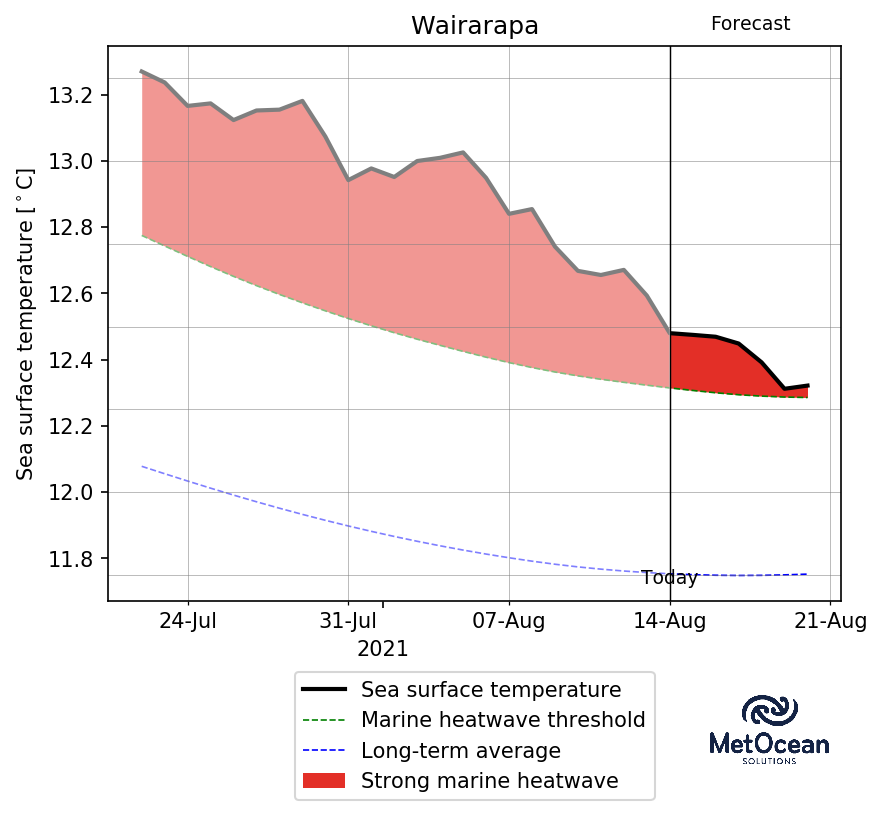 Wairarapa
Forecast
Sea surface temperature [°C]
13.2
13.0
12.8
12.6
12.4
12.2
12.0
11.8
Today
24-Jul
31-Jul
07-Aug
14-Aug
21-Aug
2021
Sea surface temperature
Marine heatwave threshold
Long-term average
Strong marine heatwave
MetOcean
SOLUTIONS